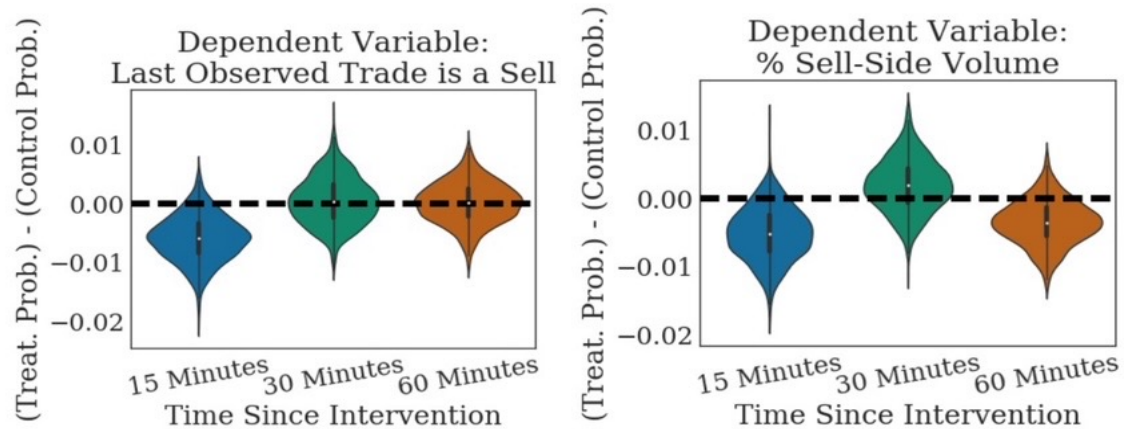 Dependent Variable:
Last Observed Trade is a Sell
(Treat. Prob.) - (Control Prob.)
0.01
0.00
−0.01
−0.02
15 Minutes
30 Minutes
60 Minutes
Time Since Intervention
Dependent Variable:
% Sell-Side Volume
(Treat. Prob.) - (Control Prob.)
0.01
0.00
−0.01
−0.02
15 Minutes
30 Minutes
60 Minutes
Time Since Intervention